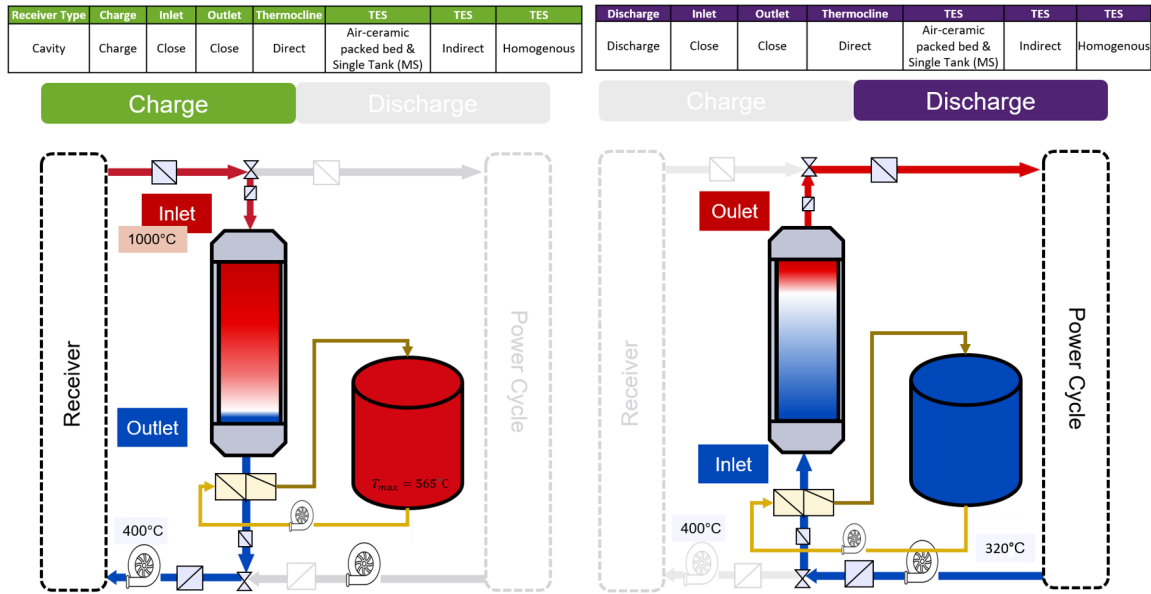 Receiver Type Charge Inlet Outlet Thermocline TES TES TES
Cavity Charge Close Close Direct Air-ceramic packed bed & Single Tank (MS) Indirect Homogenous
Discharge Inlet Outlet Thermocline TES TES TES
Discharge Close Close Direct Air-ceramic packed bed & Single Tank (MS) Indirect Homogenous
Charge
Discharge
Receiver
Inlet
1000°C
Outlet
400°C
T_max = 565 C
Power Cycle
Charge
Discharge
Receiver
Oulet
Inlet
400°C
320°C
Power Cycle